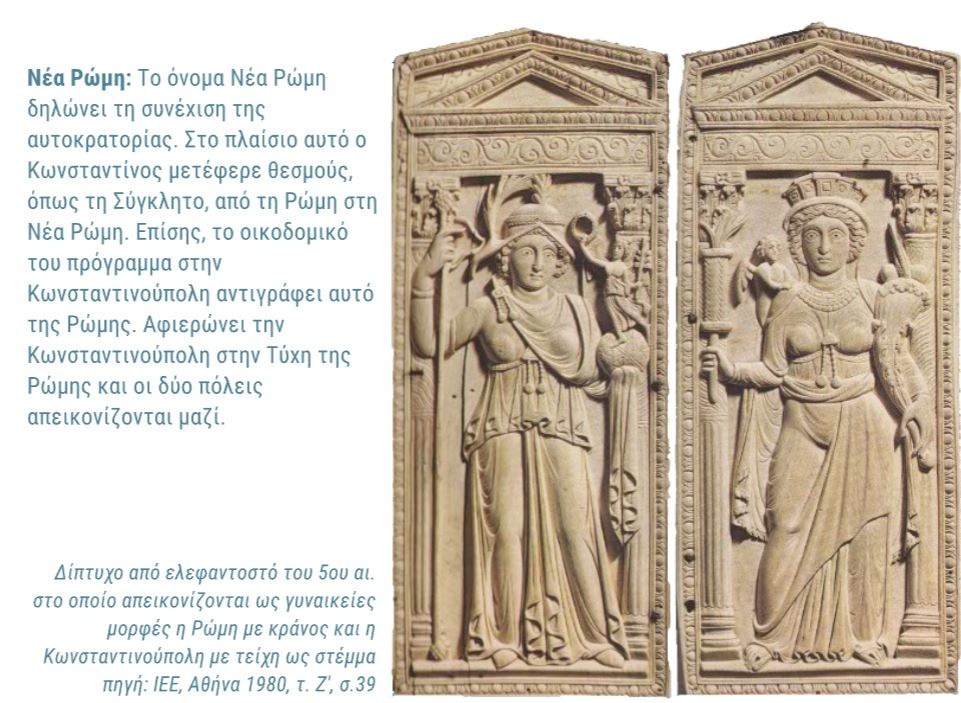 Νέα Ρώμη: Το όνομα Νέα Ρώμη
δηλώνει τη συνέχιση της
αυτοκρατορίας. Στο πλαίσιο αυτό ο
Κωνσταντίνος μετέφερε θεσμούς,
όπως τη Σύγκλητο, από τη Ρώμη στη
Νέα Ρώμη. Επίσης, το οικοδομικό
του πρόγραμμα στην
Κωνσταντινούπολη αντιγράφει αυτό
της Ρώμης. Αφιερώνει την
Κωνσταντινούπολη στην Τύχη της
Ρώμης και οι δύο πόλεις
απεικονίζονται μαζί.
Δίπτυχο από ελεφαντοστό του 5ου αι.
στο οποίο απεικονίζονται ως γυναικείες
μορφές η Ρώμη με κράνος και η
Κωνσταντινούπολη με τείχη ως στέμμα
πηγή: ΙΕΕ, Αθήνα 1980, τ. Ζ', σ.39